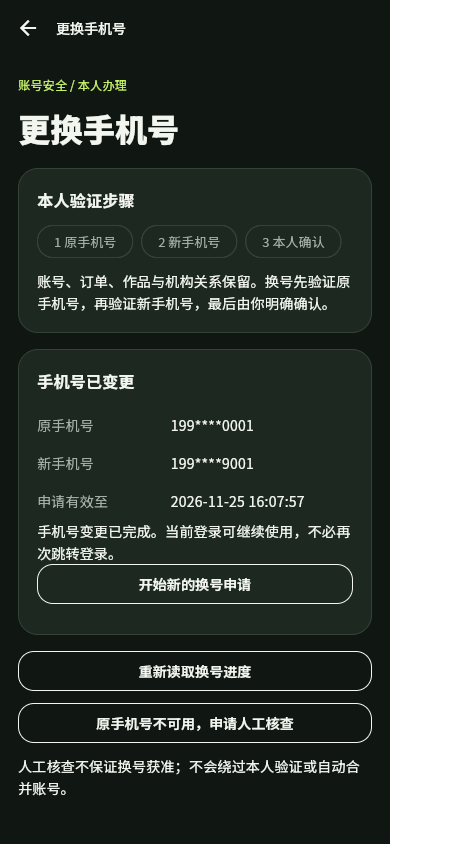 更换手机号
账号安全 / 本人办理
更换手机号
本人验证步骤
1 原手机号
2 新手机号
3 本人确认
账号、订单、作品与机构关系保留。换号先验证原
手机号，再验证新手机号，最后由你明确确认。
手机号已变更
原手机号 199****0001
新手机号 199****9001
申请有效至 2026-11-25 16:07:57
手机号变更已完成。当前登录可继续使用，不必再
次跳转登录。
开始新的换号申请
重新读取换号进度
原手机号不可用，申请人工核查
人工核查不保证换号获准；不会绕过本人验证或自动合
并账号。